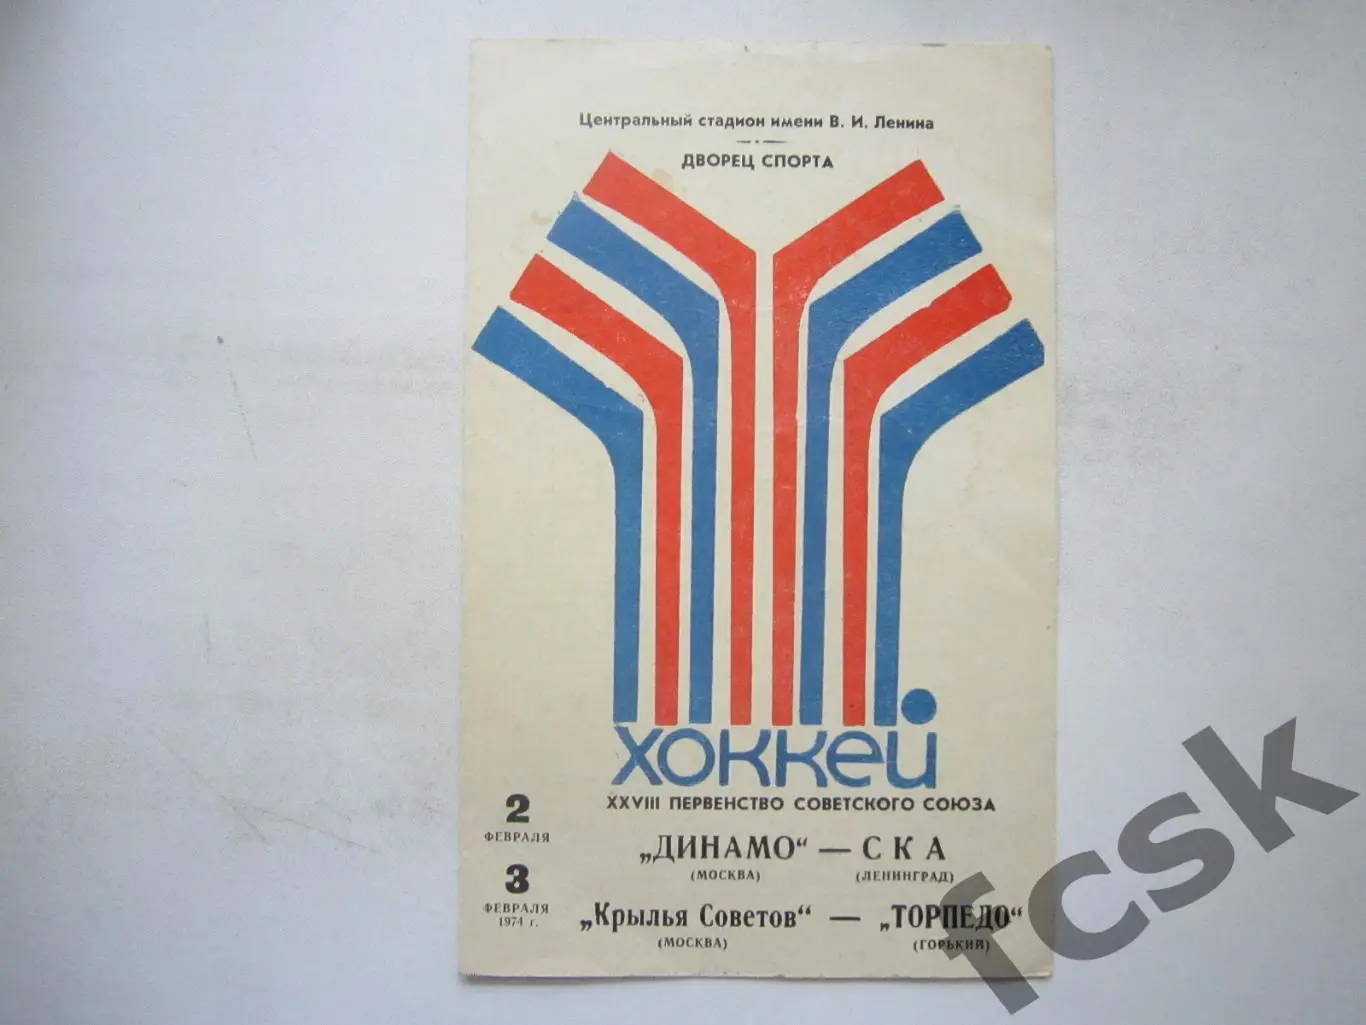 Центральный стадион имени В. И. Ленина
ДВОРЕЦ СПОРТА
ХОККЕЙ
XXVIII ПЕРВЕНСТВО СОВЕТСКОГО СОЮЗА
2
ФЕВРАЛЯ
„ДИНАМО“ — СКА
(МОСКВА) (ЛЕНИНГРАД)
3
ФЕВРАЛЯ
1974 г.
„Крылья Советов“ — „ТОРПЕДО“
(МОСКВА) (ГОРЬКИЙ)
fcsk